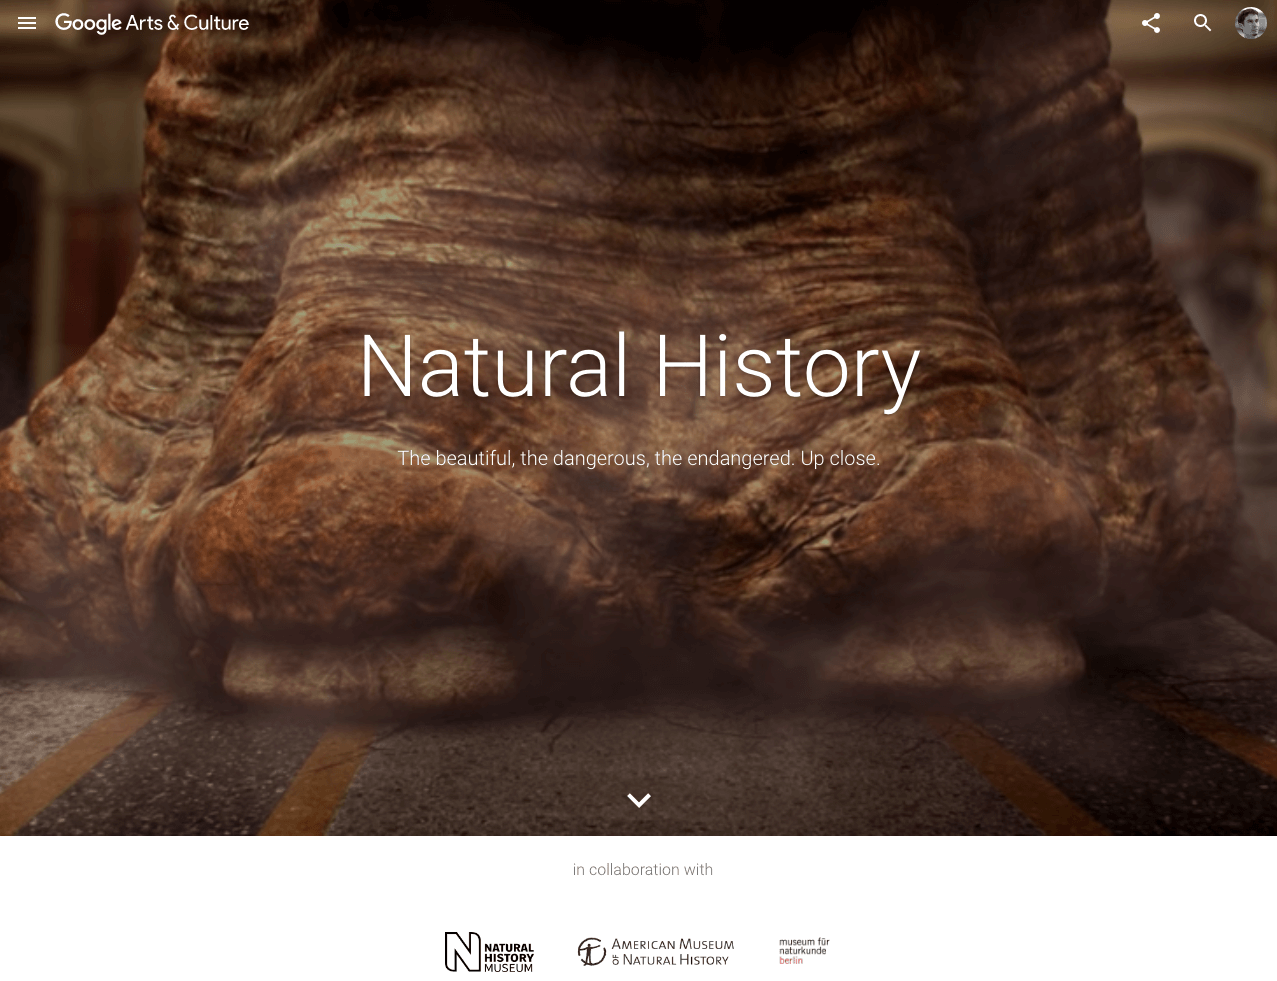 Google Arts & Culture
Natural History
The beautiful, the dangerous, the endangered. Up close.
in collaboration with
NATURAL
HISTORY
MUSEUM
AMERICAN MUSEUM
OF NATURAL HISTORY
museum für
naturkunde
berlin